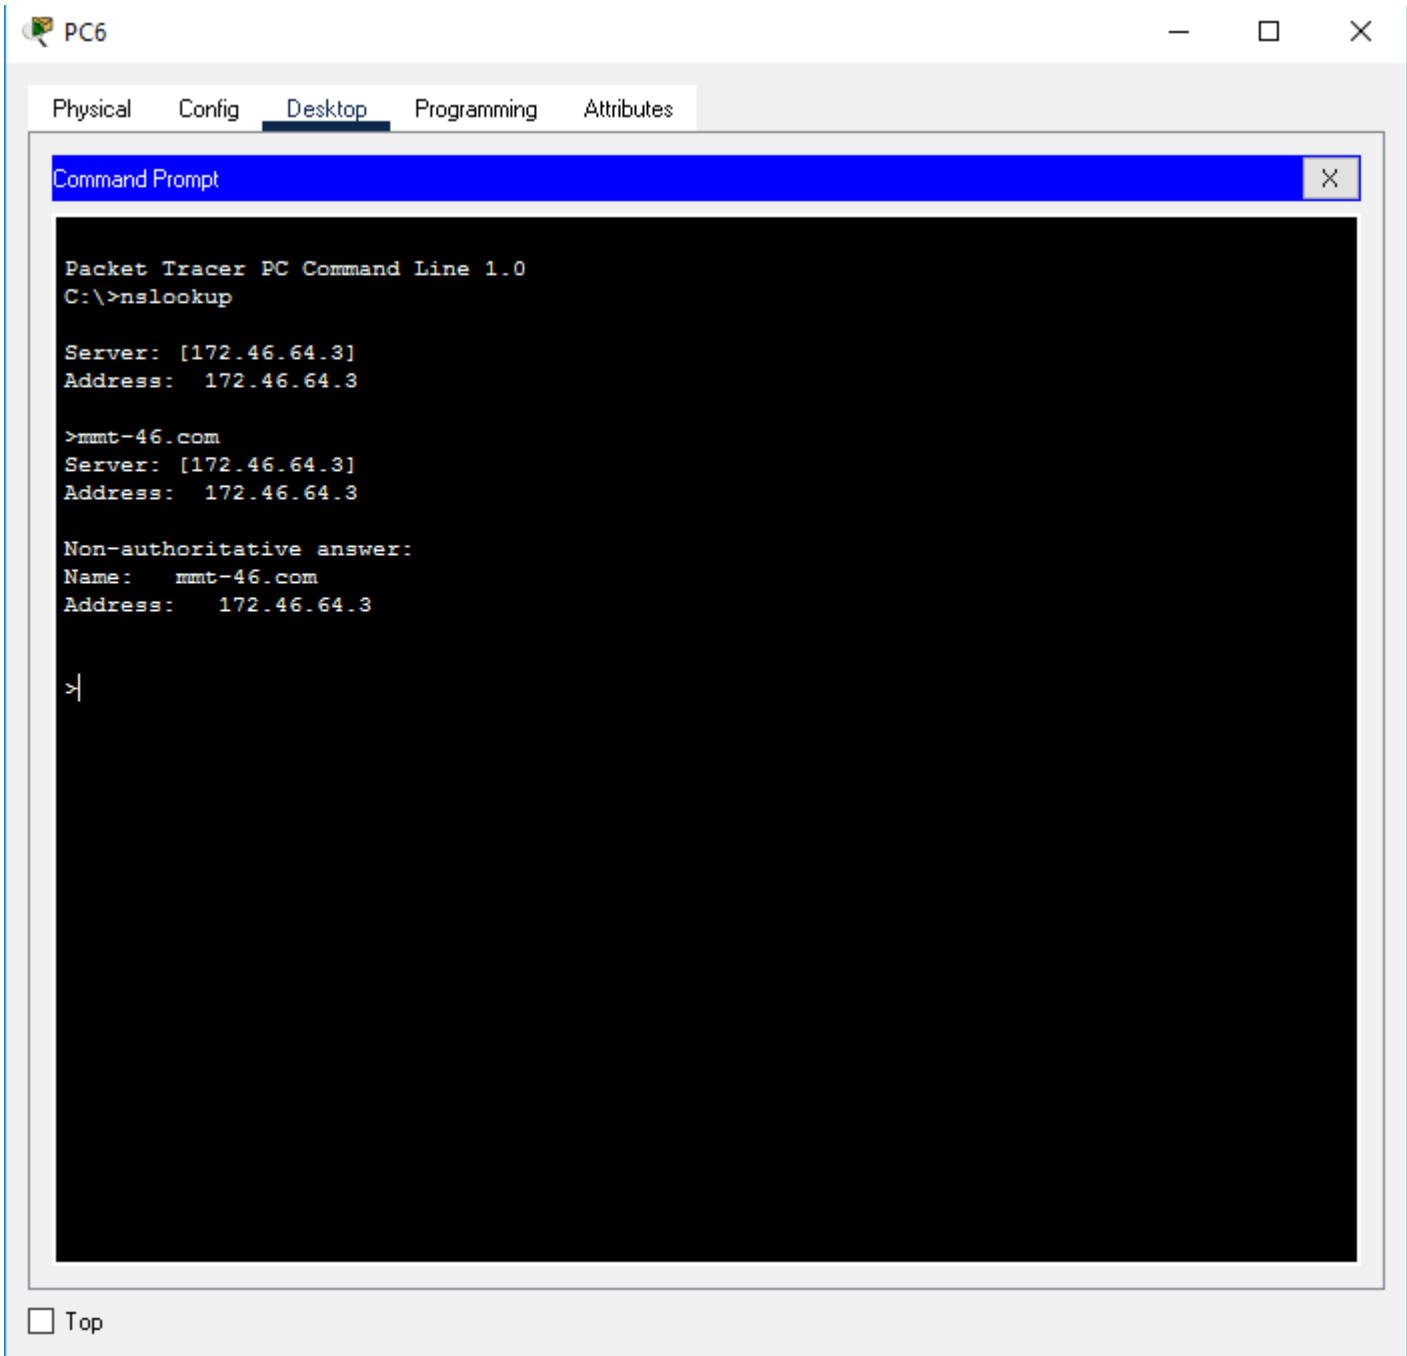 PC6
Physical Config Desktop Programming Attributes
Command Prompt
X
Packet Tracer PC Command Line 1.0
C:\>nslookup
Server: [172.46.64.3]
Address:  172.46.64.3
>mmt-46.com
Server: [172.46.64.3]
Address:  172.46.64.3
Non-authoritative answer:
Name:   mmt-46.com
Address:   172.46.64.3
>
Top